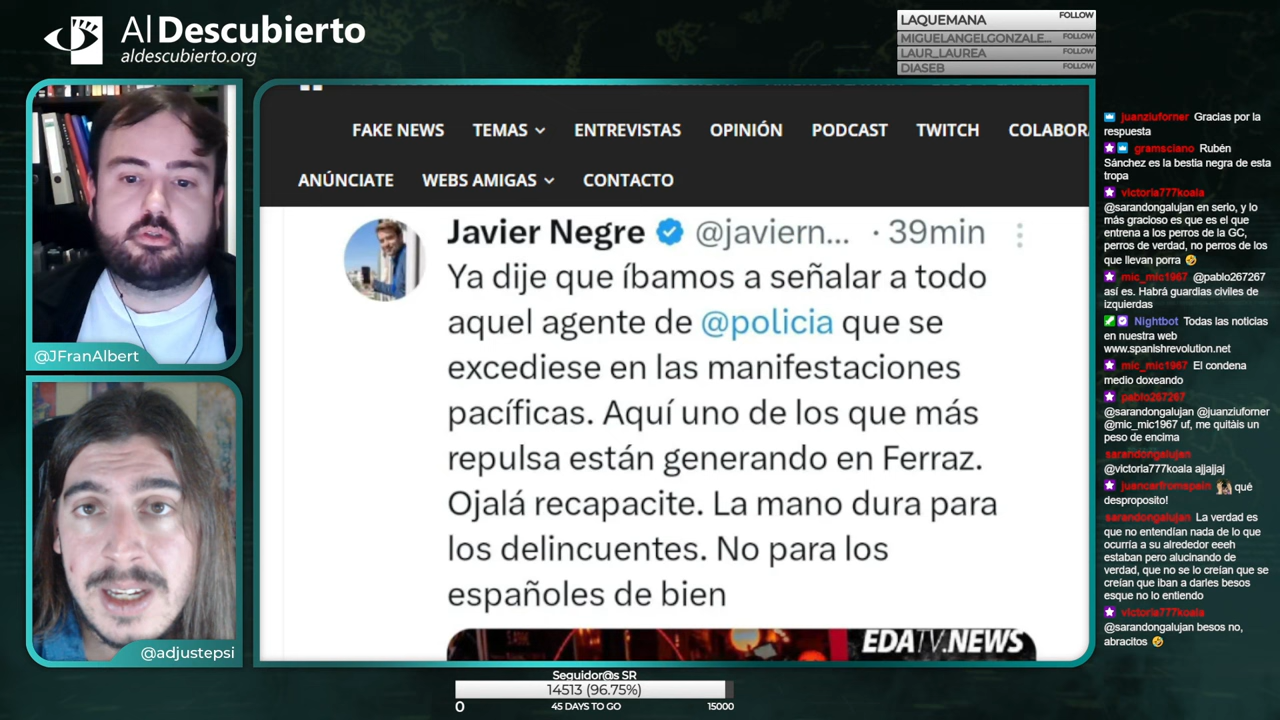 Al Descubierto
aldescubierto.org
LAQUEMANA FOLLOW
MIGUELANGELGONZALE... FOLLOW
LAUR_LAUREA FOLLOW
DIASEB FOLLOW
@JFranAlbert
@adjustepsi
FAKE NEWS TEMAS ENTREVISTAS OPINIÓN PODCAST TWITCH COLABORA
ANÚNCIATE WEBS AMIGAS CONTACTO
Javier Negre @javiern... · 39min
Ya dije que íbamos a señalar a todo
aquel agente de @policia que se
excediese en las manifestaciones
pacíficas. Aquí uno de los que más
repulsa están generando en Ferraz.
Ojalá recapacite. La mano dura para
los delincuentes. No para los
españoles de bien
EDATV.NEWS
juanziuforner Gracias por la
respuesta
gramsciano Rubén
Sánchez es la bestia negra de esta
tropa
victoria777koala
@sarandongalujan en serio, y lo
más gracioso es que es el que
entrena a los perros de la GC,
perros de verdad, no perros de los
que llevan porra 🤣
mic_mic1967 @pablo267267
así es. Habrá guardias civiles de
izquierdas
Nightbot Todas las noticias
en nuestra web
www.spanishrevolution.net
mic_mic1967 El condena
medio doxeando
pablo267267
@sarandongalujan @juanziuforner
@mic_mic1967 uf, me quitáis un
peso de encima
sarandongalujan
@victoria777koala ajjajjaj
juancarfromspain qué
desproposito!
sarandongalujan La verdad es
que no entendían nada de lo que
ocurría a su alrededor eeeh
estaban pero alucinando de
verdad, que no se lo creían que se
creían que iban a darles besos
esque no lo entiendo
victoria777koala
@sarandongalujan besos no,
abracitos 🤣
Seguidor@s SR
14513 (96.75%)
0 45 DAYS TO GO 15000